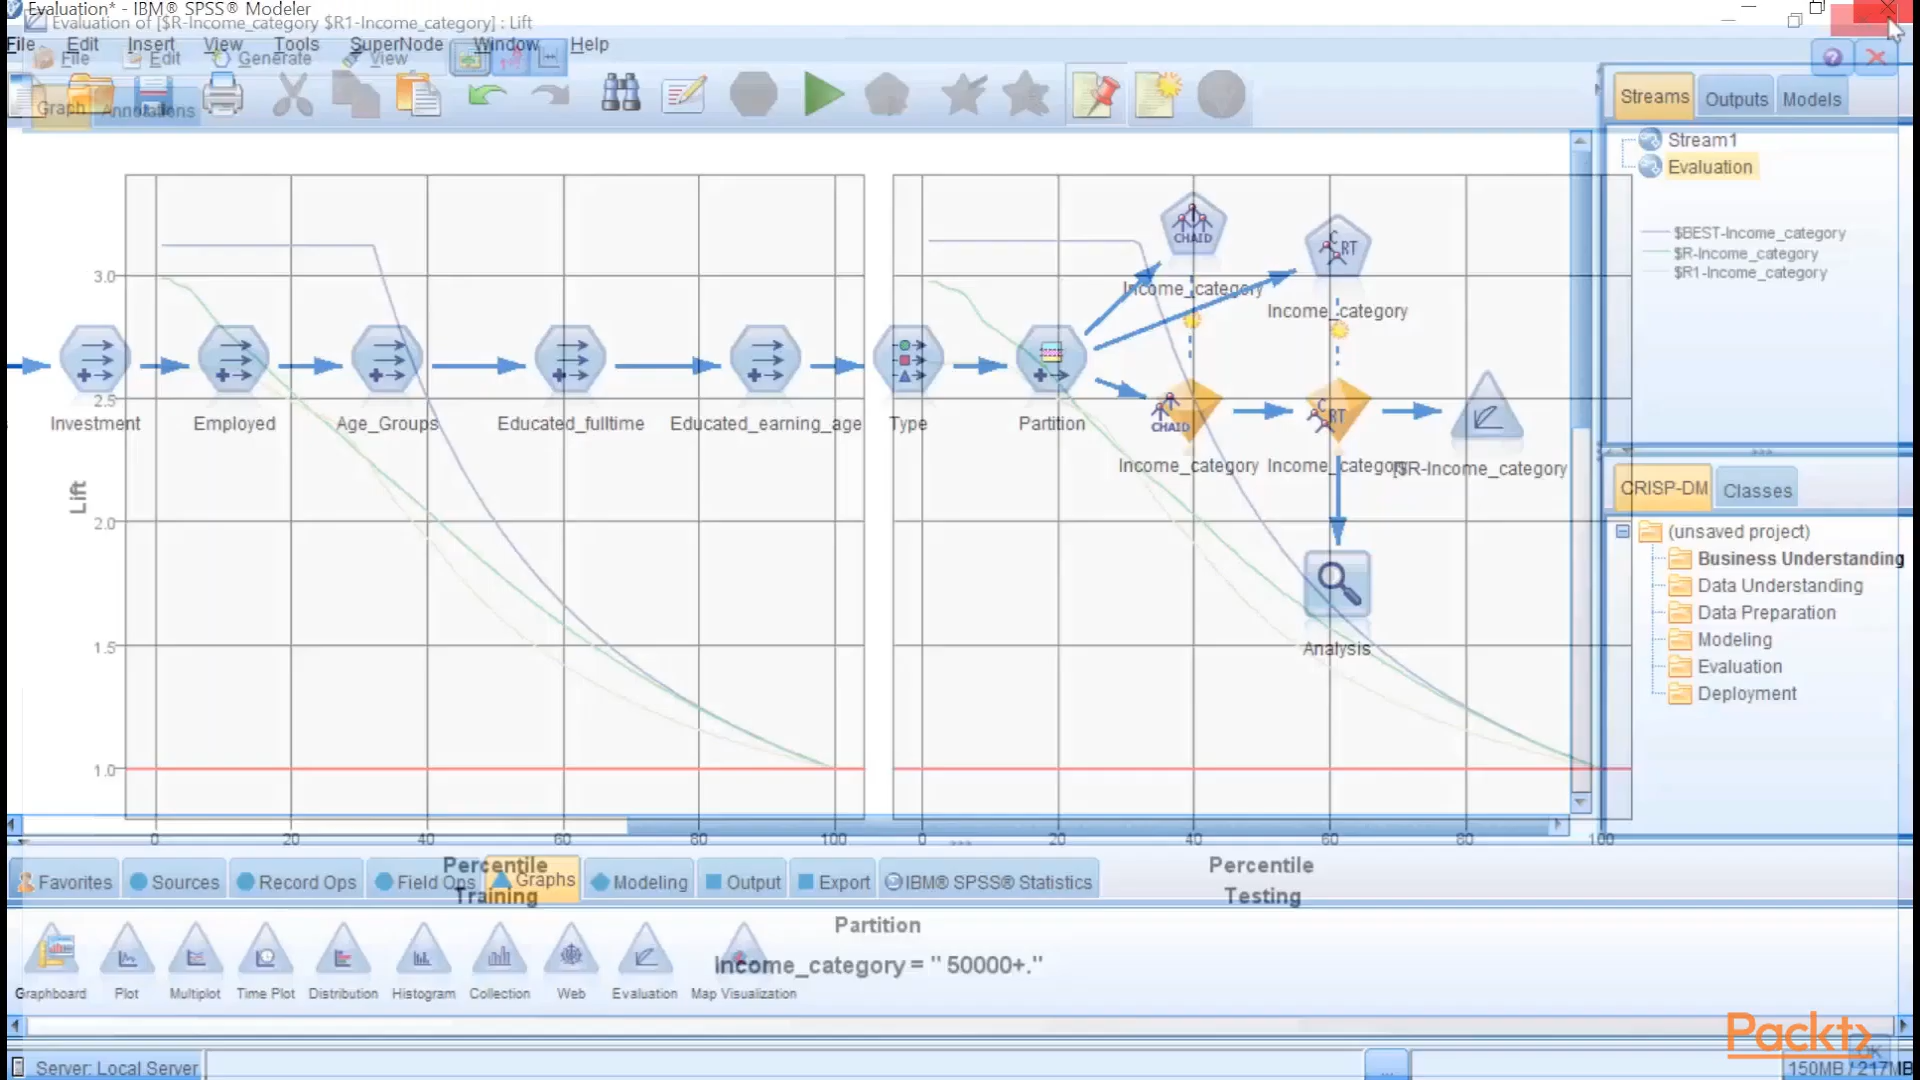 Evaluation* - IBM® SPSS® Modeler
Evaluation of [$R-Income_category $R1-Income_category] : Lift
File Edit Insert View Tools SuperNode Window Help
File Edit Generate View
Graph Annotations
Streams Outputs Models
Stream1
Evaluation
$BEST-Income_category
$R-Income_category
$R1-Income_category
3.0
2.5
2.0
1.5
1.0
Lift
CHAID
C RT
Income_category
Income_category
Investment
Employed
Age_Groups
Educated_fulltime
Educated_earning_age
Type
Partition
CHAID
C RT
Income_category
Income_category
[$R-Income_category
Analysis
CRISP-DM Classes
(unsaved project)
Business Understanding
Data Understanding
Data Preparation
Modeling
Evaluation
Deployment
0 20 40 60 80 100 0 20 40 60 80 100
Percentile Percentile
Training Testing
Favorites Sources Record Ops Field Ops Graphs Modeling Output Export IBM® SPSS® Statistics
Partition
Income_category = " 50000+."
Graphboard Plot Multiplot Time Plot Distribution Histogram Collection Web Evaluation Map Visualization
Packt
OK
Server: Local Server
...
150MB / 217MB